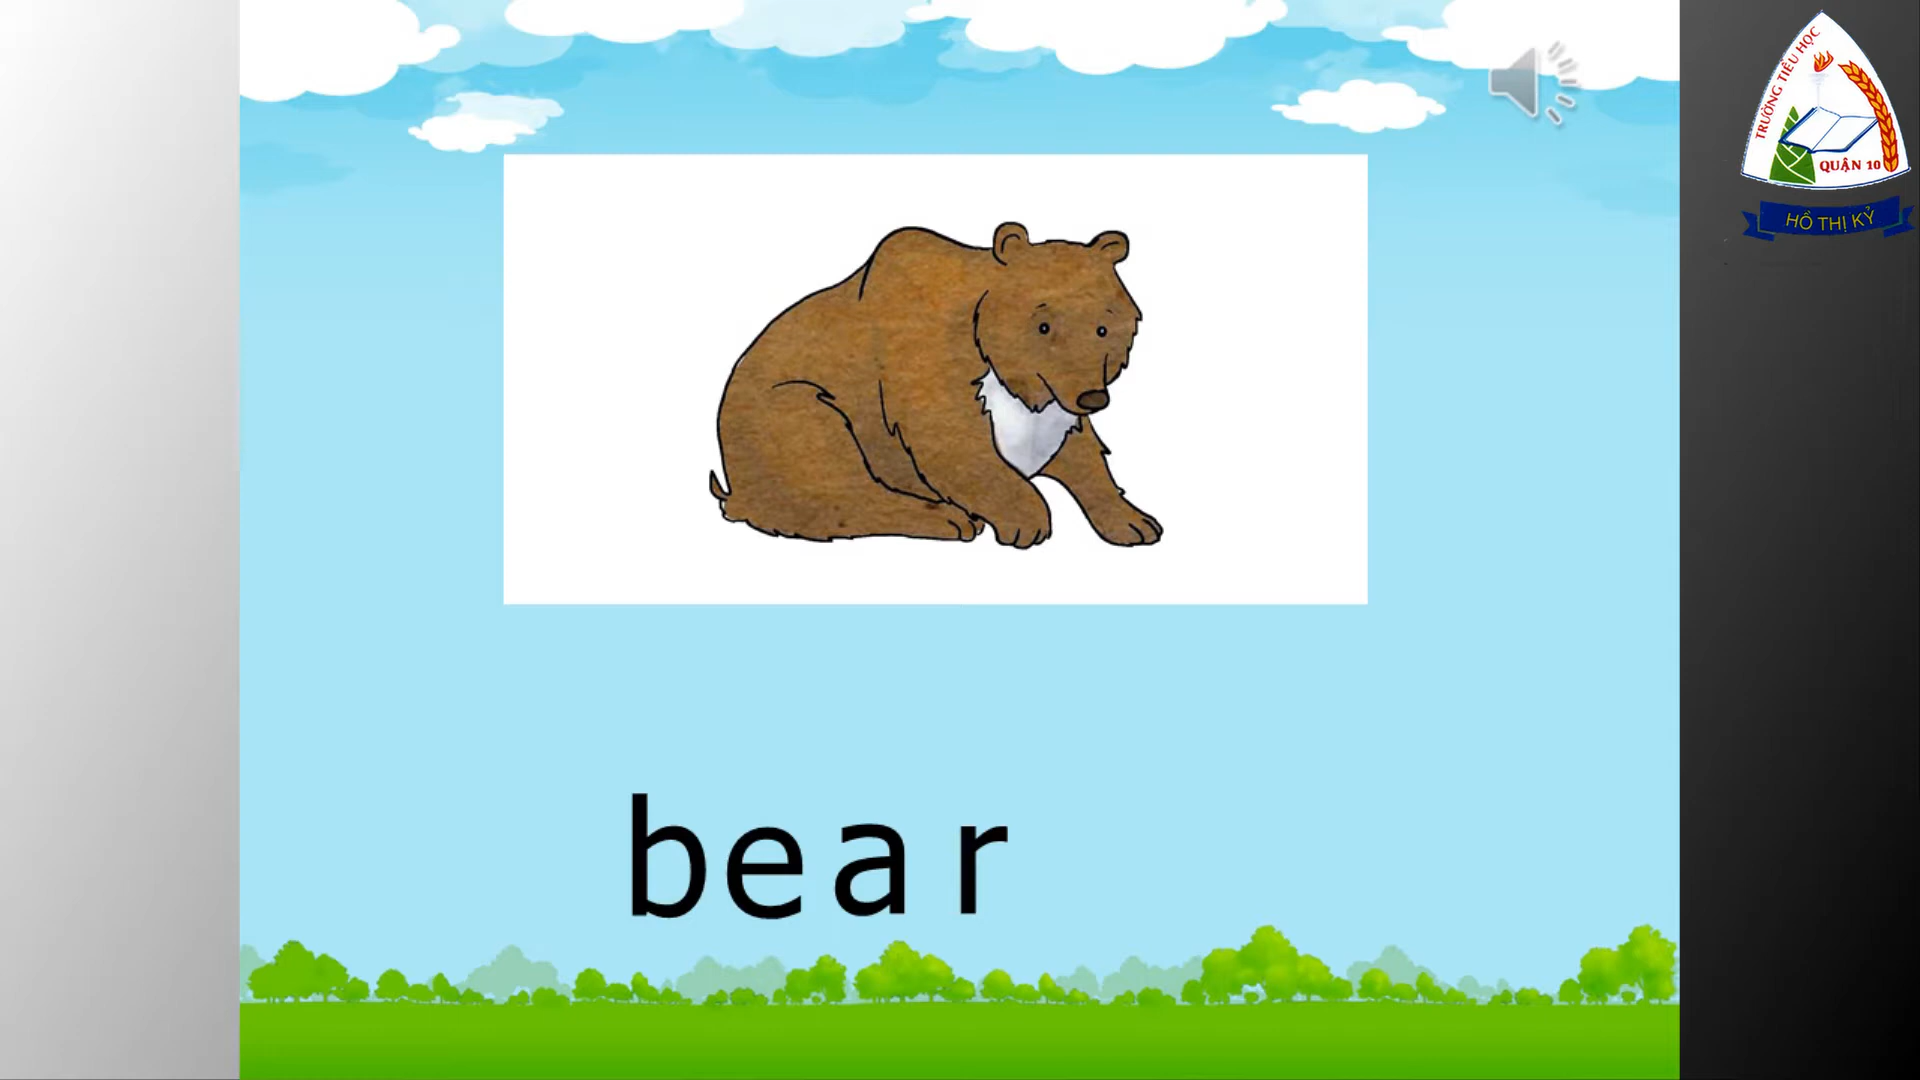 TRƯỜNG TIỂU HỌC
QUẬN 10
HỒ THỊ KỶ
bear